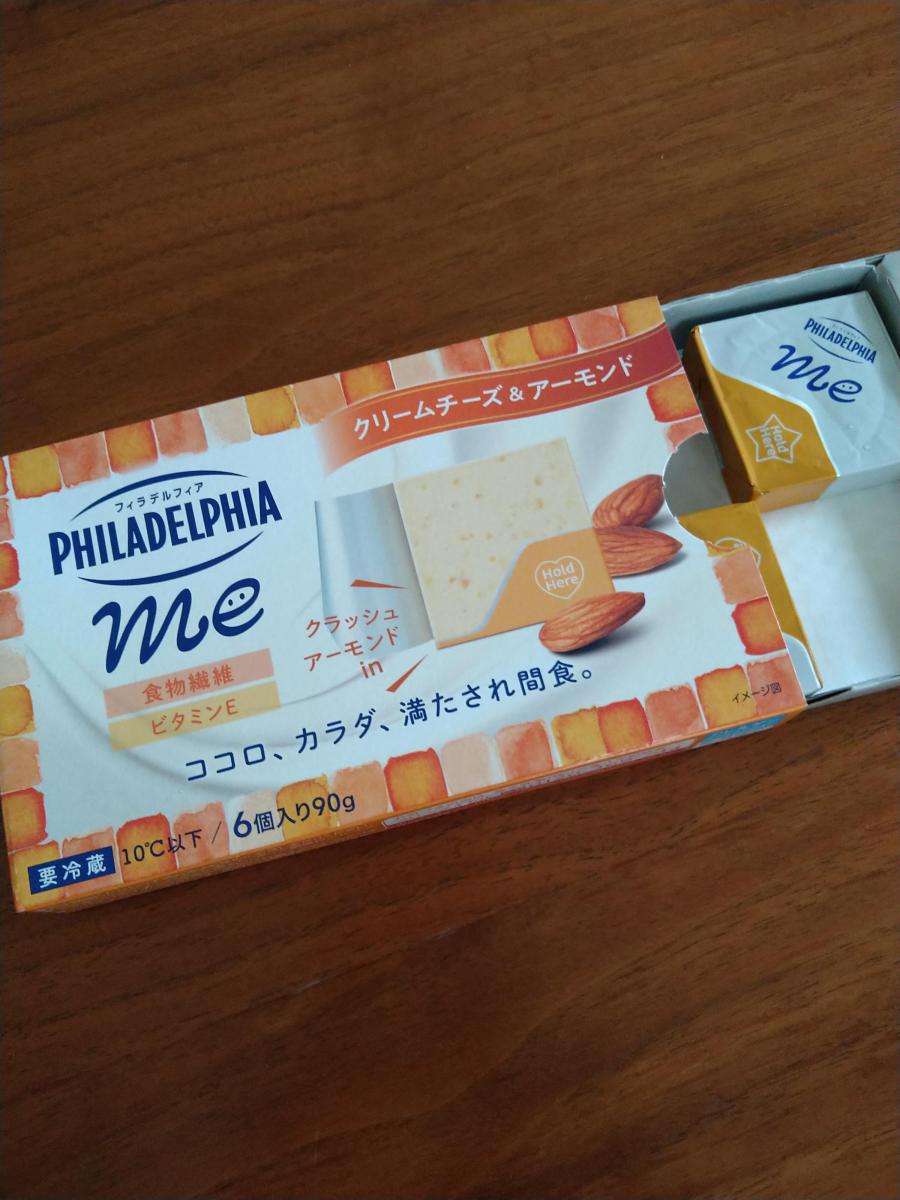 クリームチーズ&アーモンド
フィラデルフィア
PHILADELPHIA
me
食物繊維
ビタミンE
クラッシュ
アーモンド
in
Hold
Here
ココロ、カラダ、満たされ間食。
イメージ図
要冷蔵 10℃以下 / 6個入り90g
PHILADELPHIA
me
Hold
Here